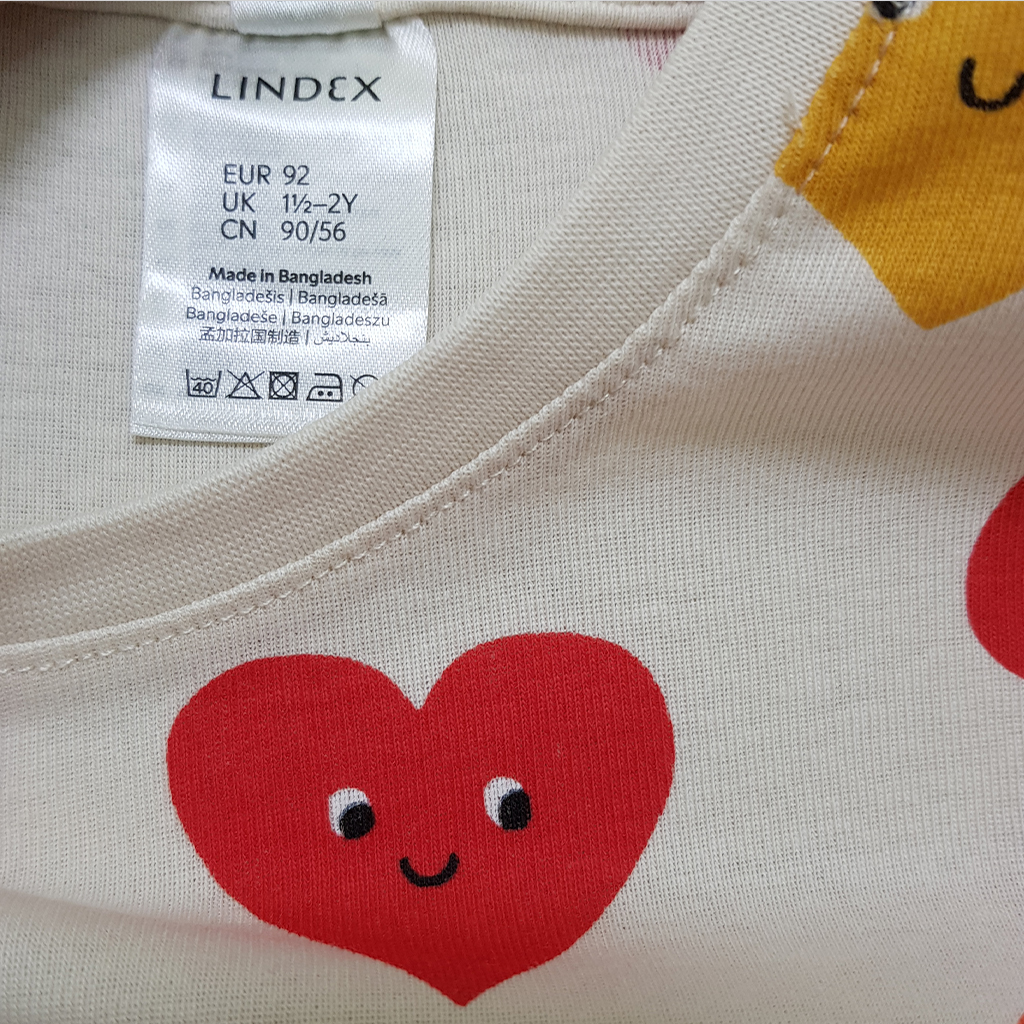 LINDEX
EUR 92
UK 1½–2Y
CN 90/56
Made in Bangladesh
Bangladešis | Bangladešā
Bangladeše | Bangladeszu
孟加拉国制造 | بنجلاديش
40